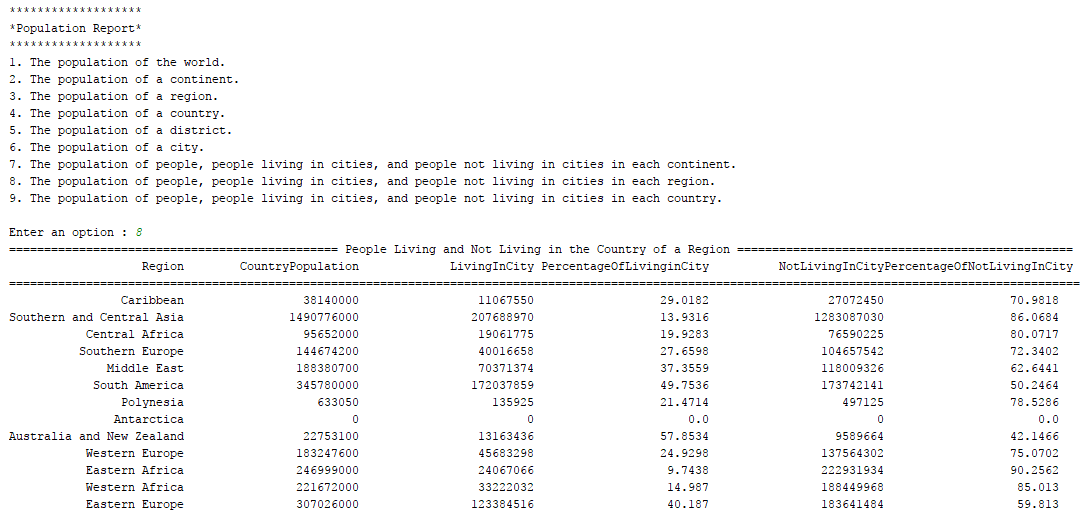 *******************
*Population Report*
*******************
1. The population of the world.
2. The population of a continent.
3. The population of a region.
4. The population of a country.
5. The population of a district.
6. The population of a city.
7. The population of people, people living in cities, and people not living in cities in each continent.
8. The population of people, people living in cities, and people not living in cities in each region.
9. The population of people, people living in cities, and people not living in cities in each country.
Enter an option : 8
=============================================== People Living and Not Living in the Country of a Region ================================================
Region CountryPopulation LivingInCity PercentageOfLivinginCity NotLivingInCityPercentageOfNotLivingInCity
=========================================================================================================================================================
Caribbean 38140000 11067550 29.0182 27072450 70.9818
Southern and Central Asia 1490776000 207688970 13.9316 1283087030 86.0684
Central Africa 95652000 19061775 19.9283 76590225 80.0717
Southern Europe 144674200 40016658 27.6598 104657542 72.3402
Middle East 188380700 70371374 37.3559 118009326 62.6441
South America 345780000 172037859 49.7536 173742141 50.2464
Polynesia 633050 135925 21.4714 497125 78.5286
Antarctica 0 0 0.0 0 0.0
Australia and New Zealand 22753100 13163436 57.8534 9589664 42.1466
Western Europe 183247600 45683298 24.9298 137564302 75.0702
Eastern Africa 246999000 24067066 9.7438 222931934 90.2562
Western Africa 221672000 33222032 14.987 188449968 85.013
Eastern Europe 307026000 123384516 40.187 183641484 59.813